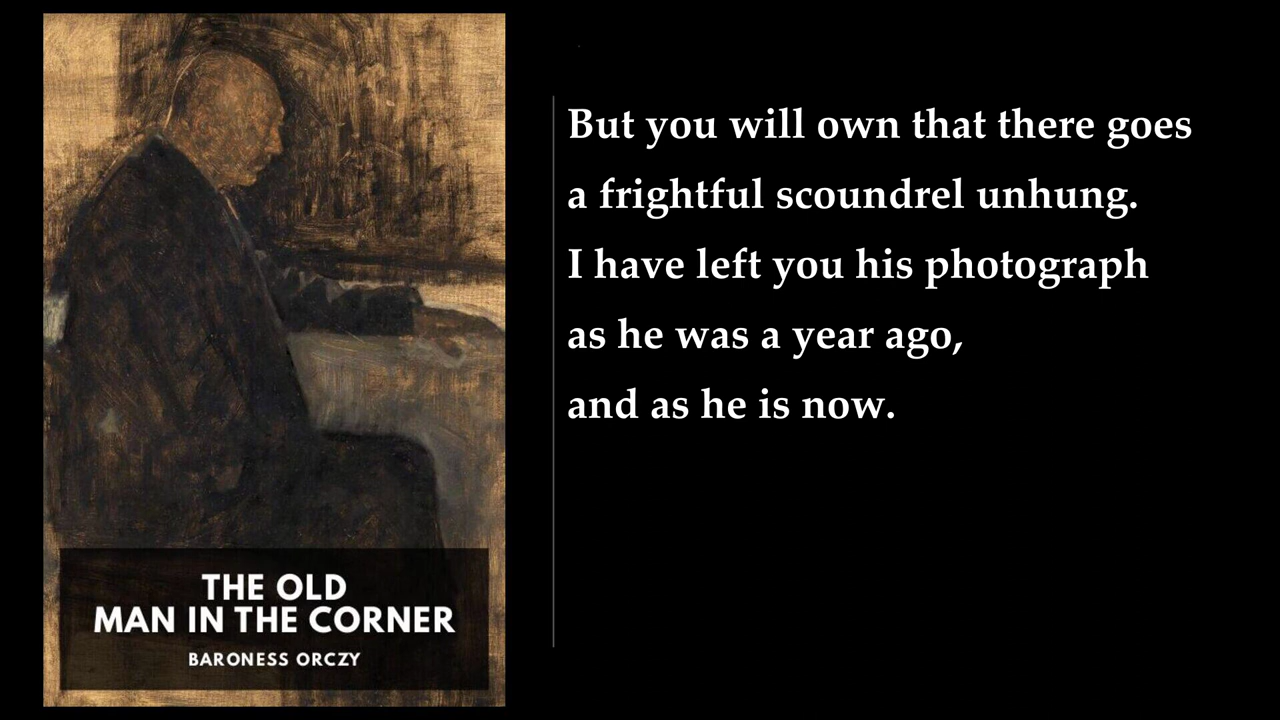 But you will own that there goes
a frightful scoundrel unhung.
I have left you his photograph
as he was a year ago,
and as he is now.
THE OLD
MAN IN THE CORNER
BARONESS ORCZY